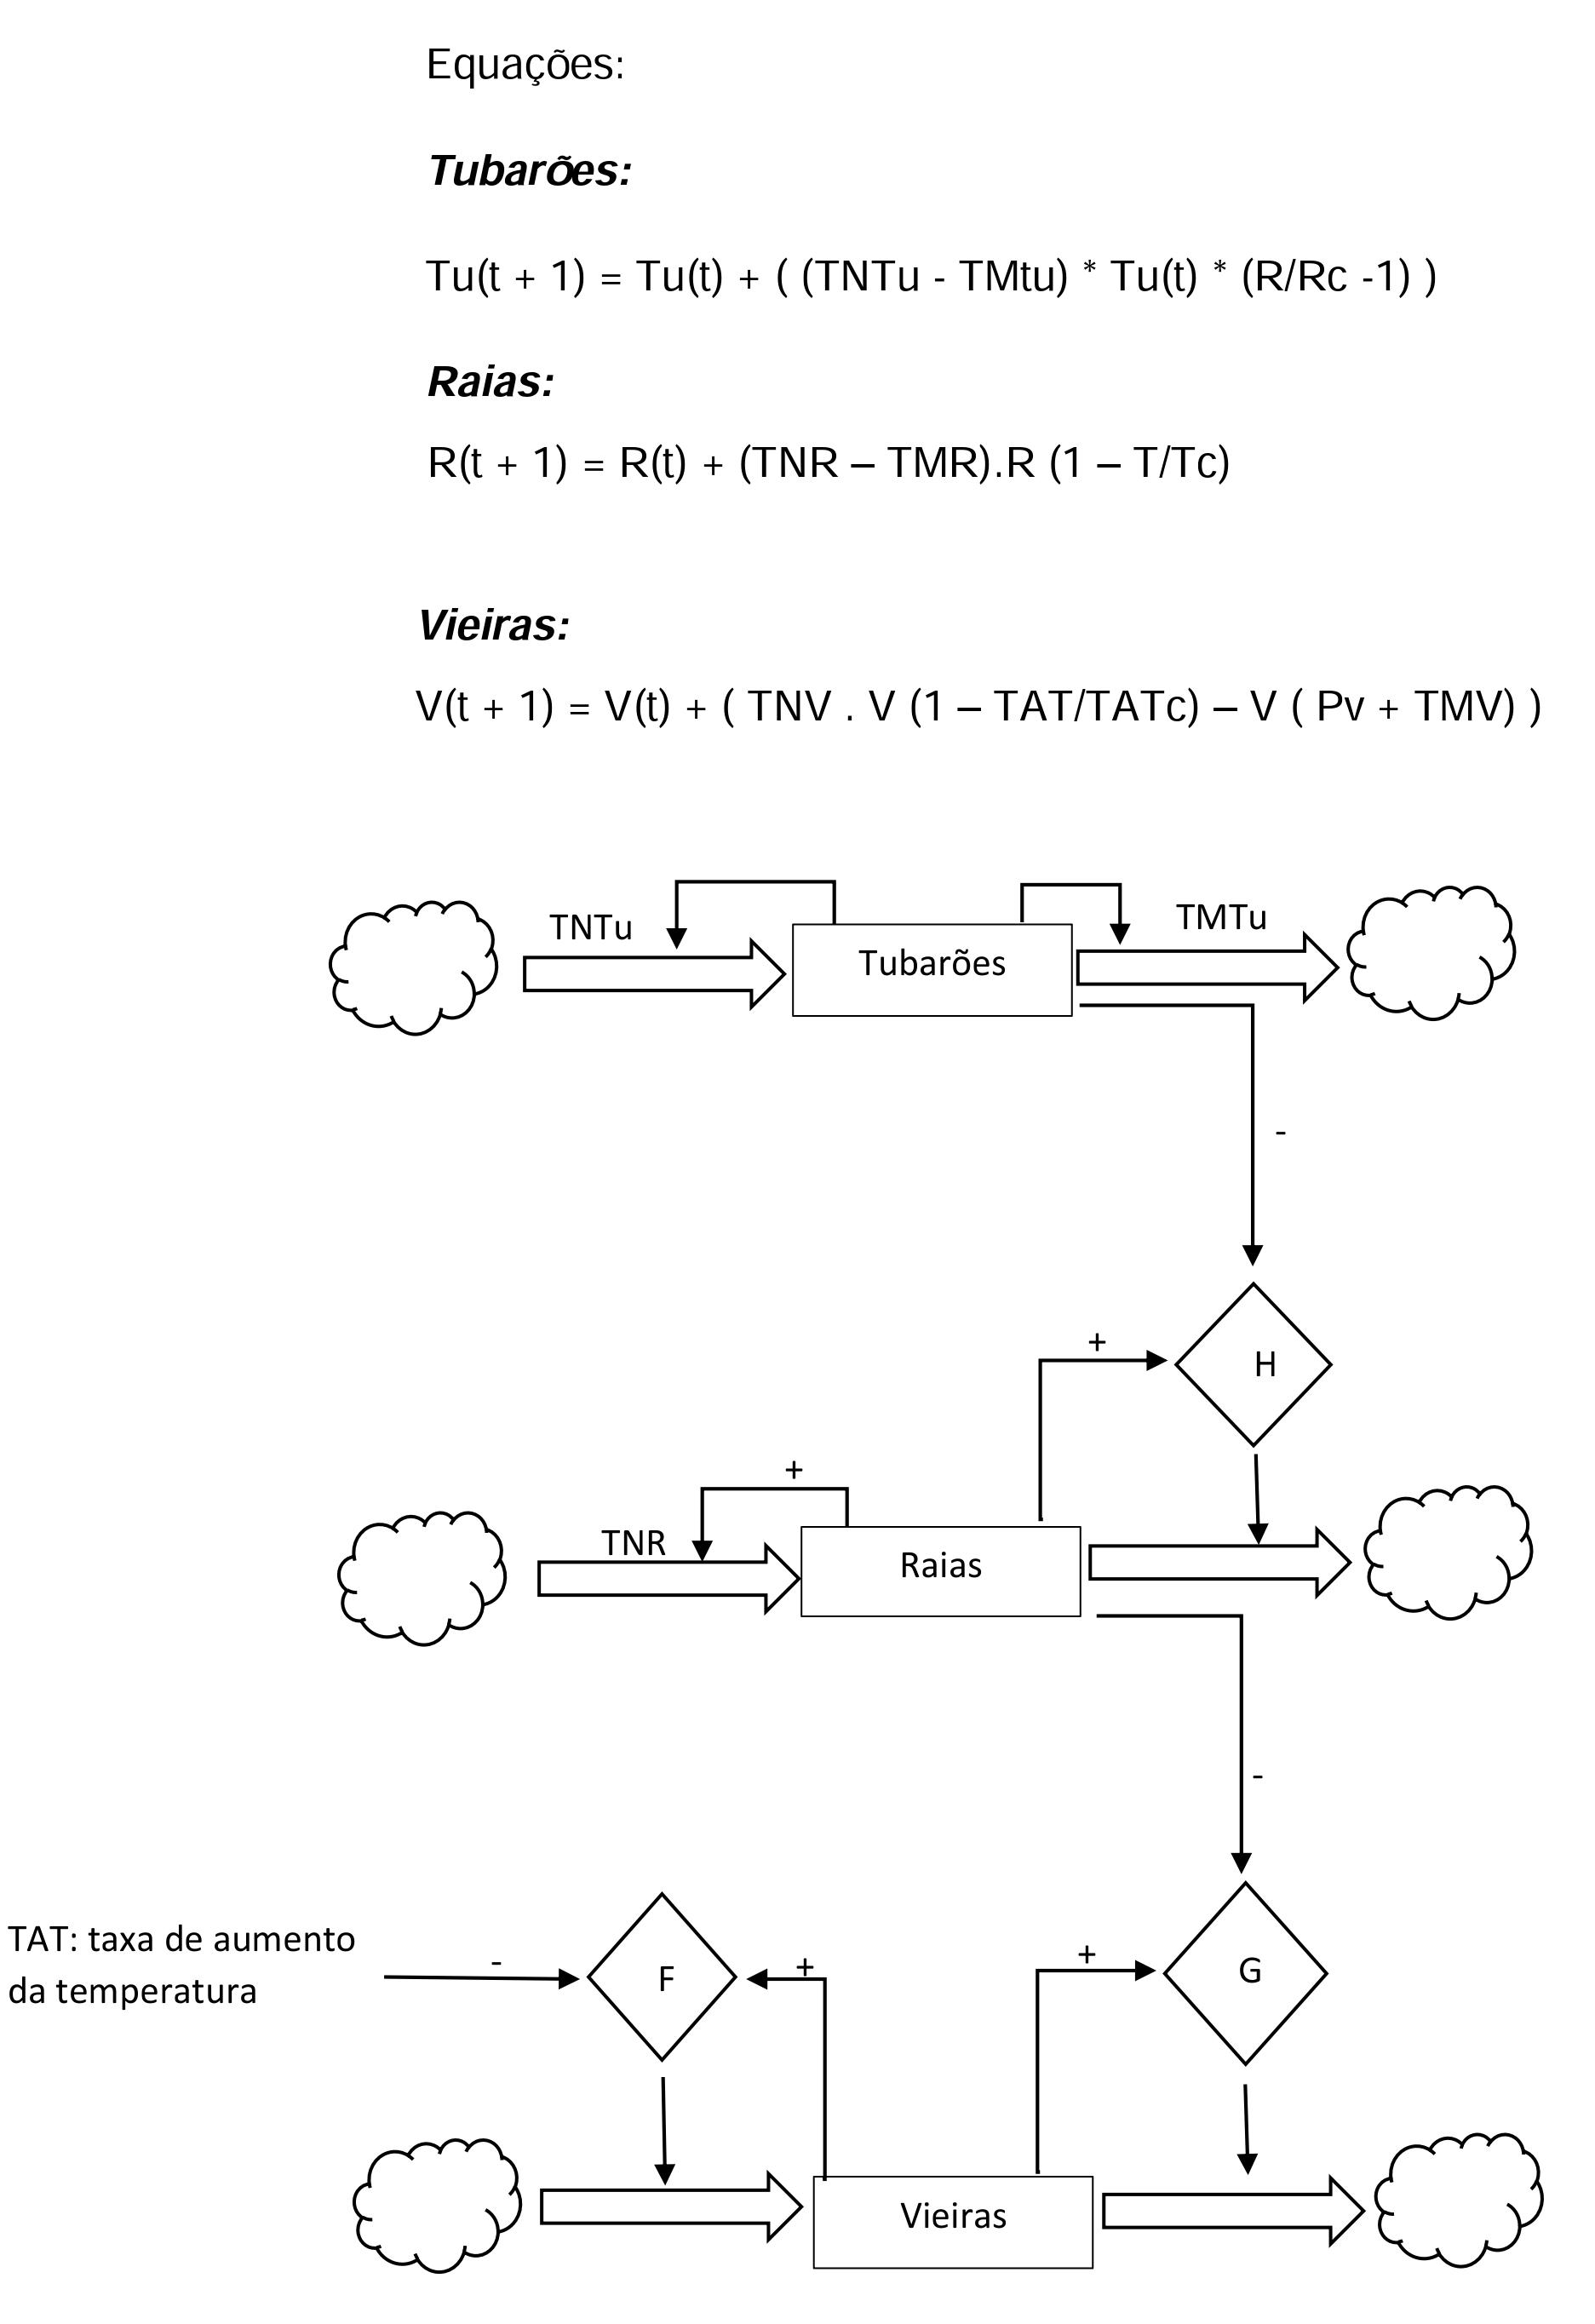 Equações:
Tubarões:
Tu(t + 1) = Tu(t) + ( (TNTu - TMtu) * Tu(t) * (R/Rc -1) )
Raias:
R(t + 1) = R(t) + (TNR – TMR).R (1 – T/Tc)
Vieiras:
V(t + 1) = V(t) + ( TNV . V (1 – TAT/TATc) – V ( Pv + TMV) )
TNTu
Tubarões
TMTu
-
H
+
+
TNR
Raias
-
TAT: taxa de aumento
da temperatura
-
F
+
+
G
Vieiras